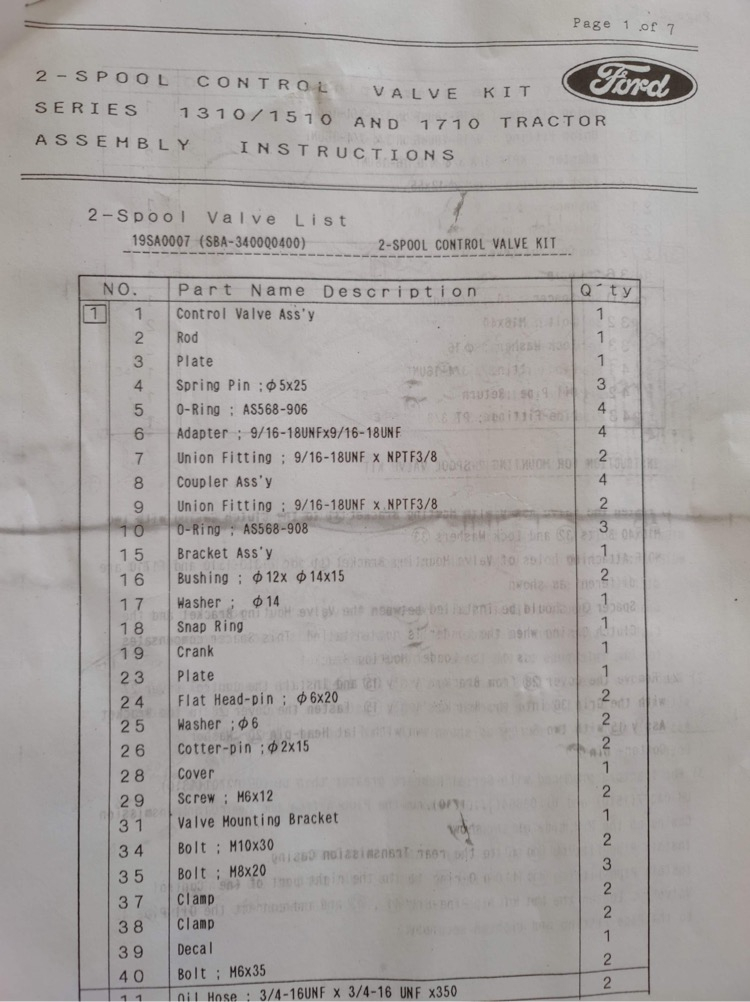 Page 1 of 7
2-SPOOL CONTROL VALVE KIT
Ford
SERIES 1310/1510 AND 1710 TRACTOR
ASSEMBLY INSTRUCTIONS
2-Spool Valve List
19SA0007 (SBA-340000400) 2-SPOOL CONTROL VALVE KIT
NO. Part Name Description Q'ty
1 1 Control Valve Ass'y 1
2 Rod 1
3 Plate 1
4 Spring Pin ; φ5x25 3
5 O-Ring ; AS568-906 4
6 Adapter ; 9/16-18UNFx9/16-18UNF 4
7 Union Fitting ; 9/16-18UNF x NPTF3/8 2
8 Coupler Ass'y 4
9 Union Fitting ; 9/16-18UNF x NPTF3/8 2
10 O-Ring ; AS568-908 3
15 Bracket Ass'y 1
16 Bushing ; φ12x φ14x15 2
17 Washer ; φ14 1
18 Snap Ring 1
19 Crank 1
23 Plate 1
24 Flat Head-pin ; φ6x20 2
25 Washer ;φ6 2
26 Cotter-pin ;φ2x15 2
28 Cover 1
29 Screw ; M6x12 2
31 Valve Mounting Bracket 1
34 Bolt ; M10x30 2
35 Bolt ; M8x20 3
37 Clamp 2
38 Clamp 2
39 Decal 1
40 Bolt ; M6x35 2
Oil Hose ; 3/4-16UNF X 3/4-16 UNF x350 2